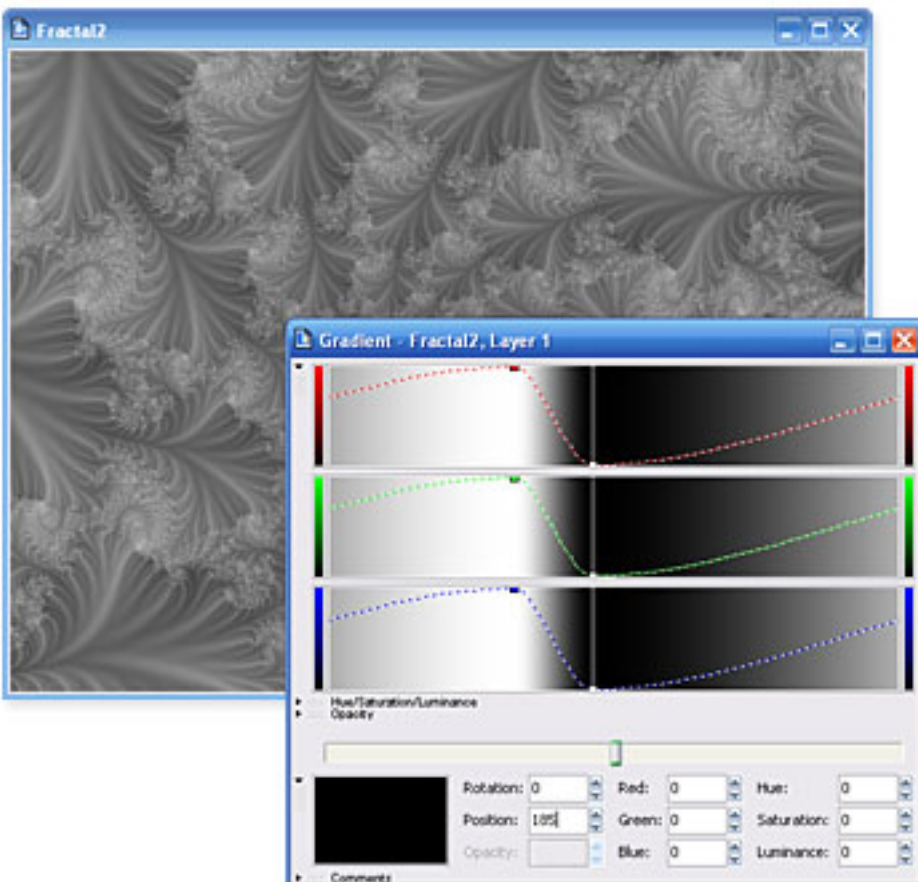 Fractal2
Gradient - Fractal2, Layer 1
Hue/Saturation/Luminance
Opacity
Rotation: 0 Red: 0 Hue: 0
Position: 185 Green: 0 Saturation: 0
Opacity: Blue: 0 Luminance: 0
Comments